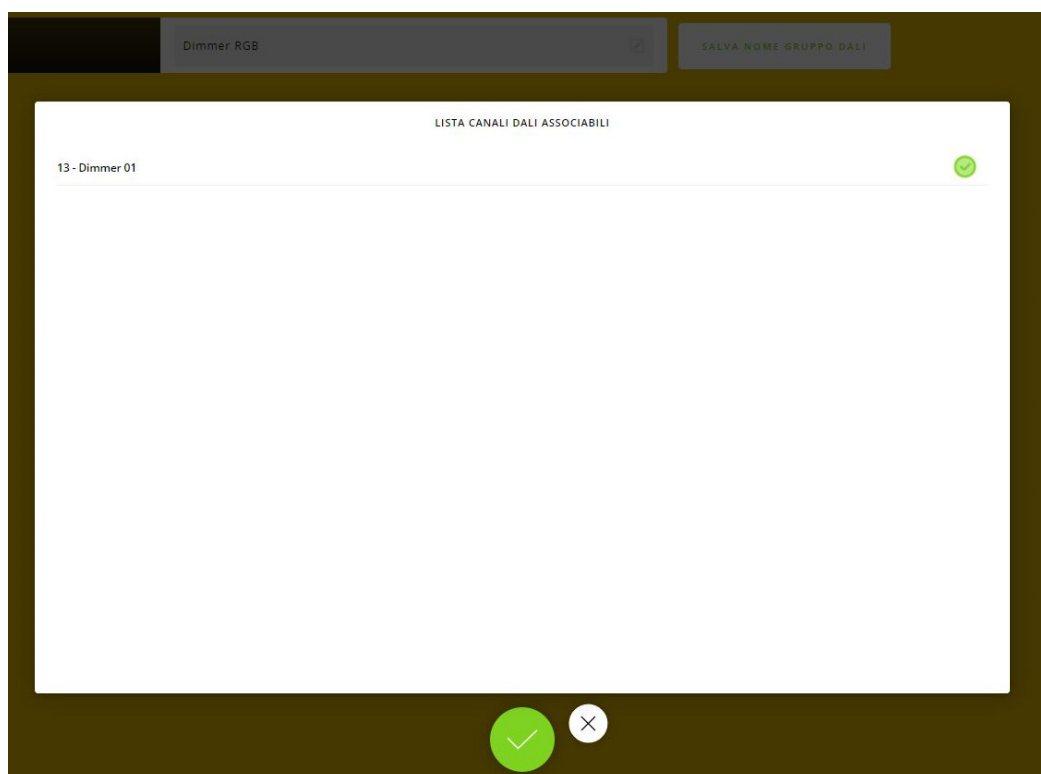 Dimmer RGB
SALVA NOME GRUPPO DALI
LISTA CANALI DALI ASSOCIABILI
13 - Dimmer 01